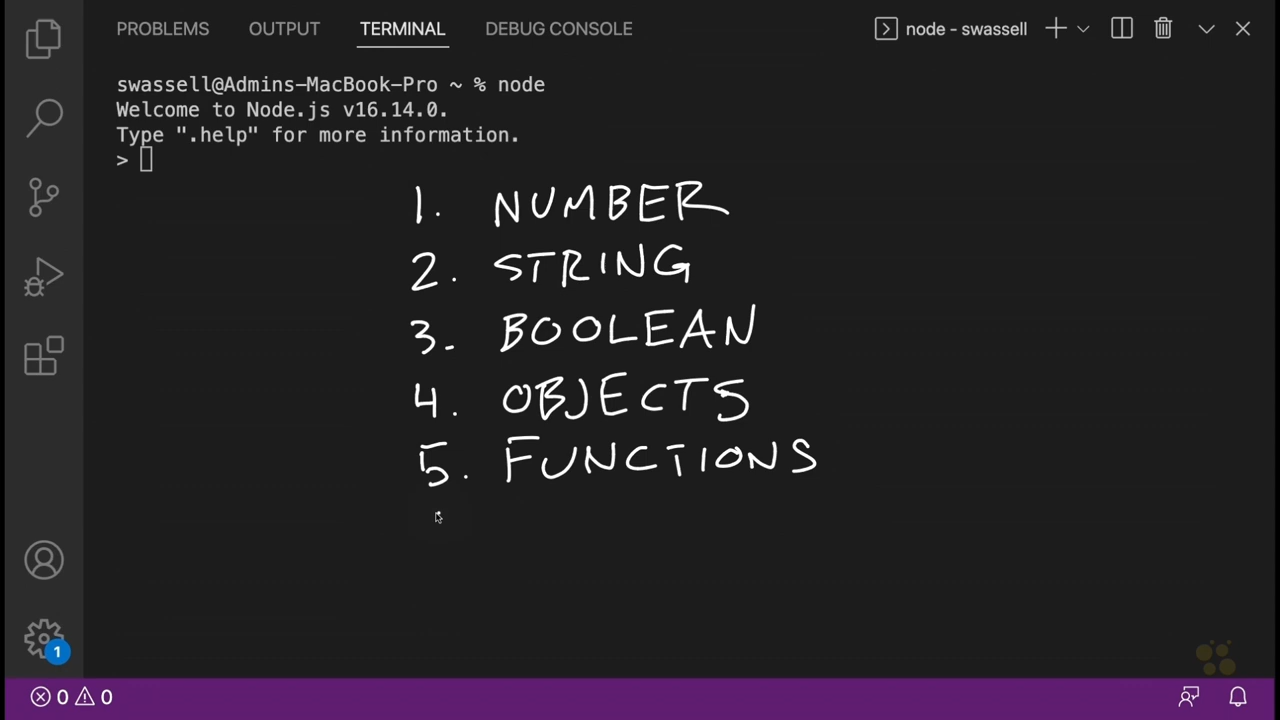 PROBLEMS OUTPUT TERMINAL DEBUG CONSOLE node - swassell
swassell@Admins-MacBook-Pro ~ % node
Welcome to Node.js v16.14.0.
Type ".help" for more information.
>
1. NUMBER
2. STRING
3. BOOLEAN
4. OBJECTS
5. FUNCTIONS
1
0 0